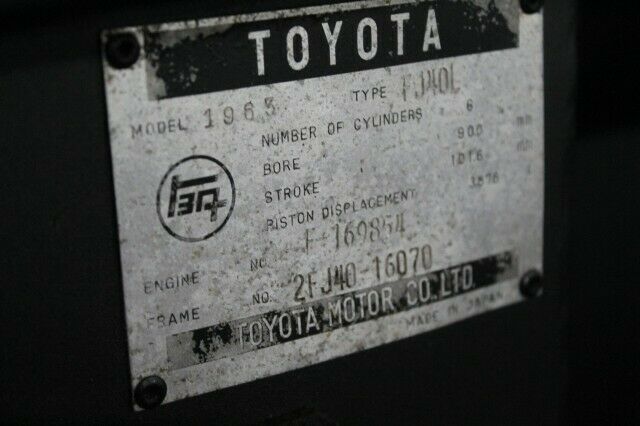 TOYOTA
MODEL 1965 TYPE FJ40L
NUMBER OF CYLINDERS 6
BORE 90.0 mm
STROKE 101.6 mm
PISTON DISPLACEMENT 3878
ENGINE NO. F-169854
FRAME NO. 2FJ40-16070
TOYOTA MOTOR CO.,LTD.
MADE IN JAPAN